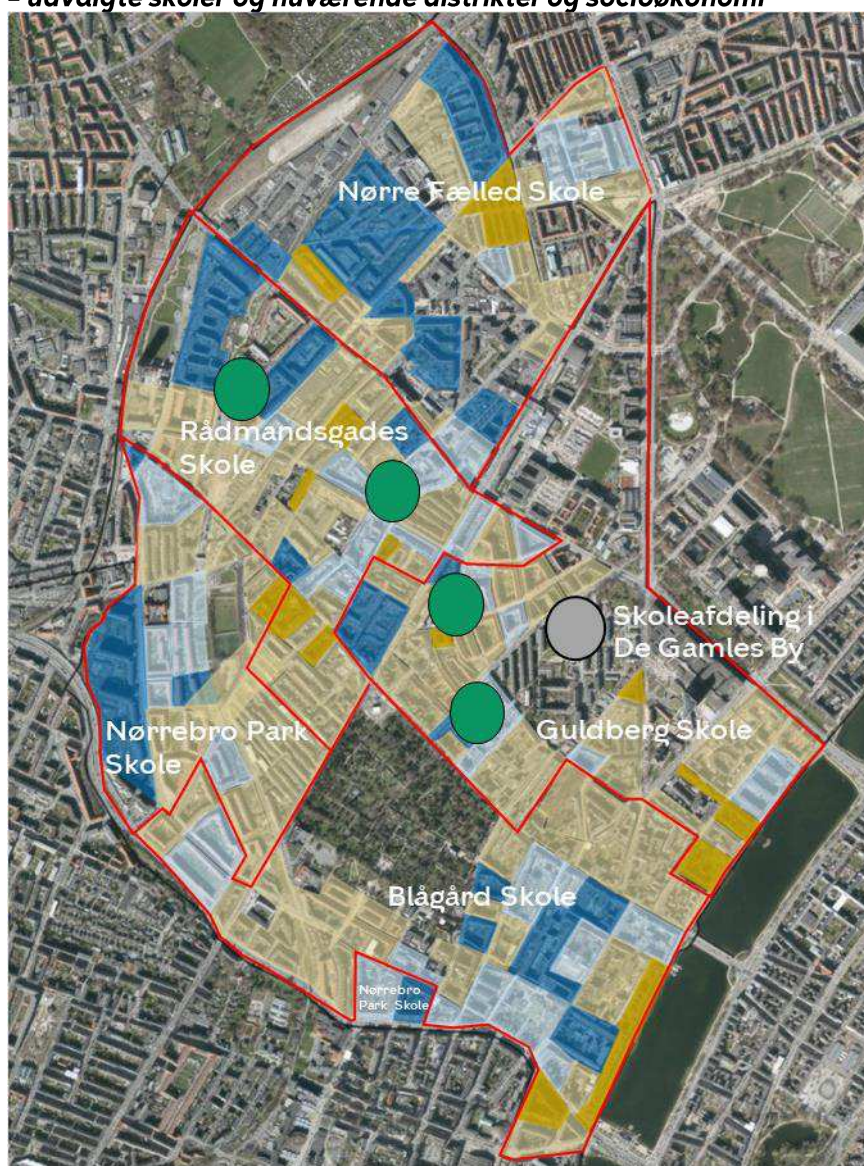 - udvalgte skoler og nuværende distrikter og socioøkonomi
Nørre Fælled Skole
Rådmandsgades
Skole
Skoleafdeling i
De Gamles By
Guldberg Skole
Nørrebro Park
Skole
Blågård Skole
Nørrebro
Park Skole